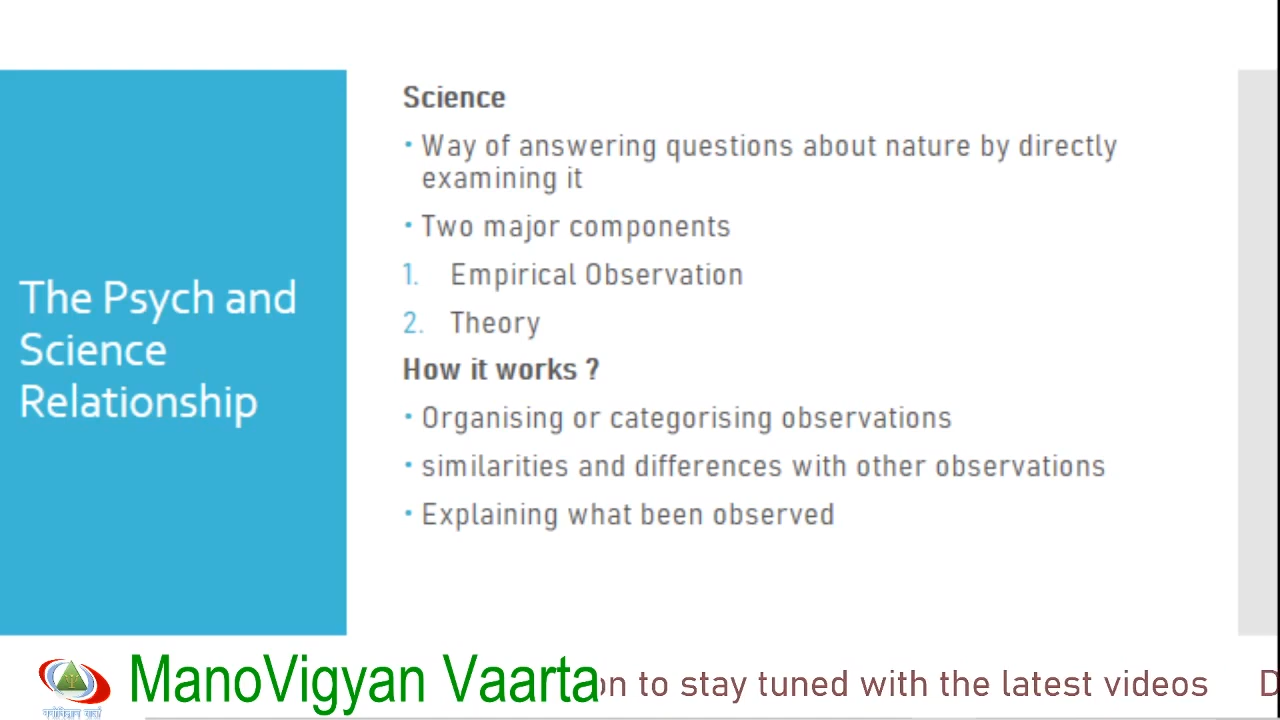 The Psych and
Science
Relationship
Science
• Way of answering questions about nature by directly
examining it
• Two major components
1. Empirical Observation
2. Theory
How it works ?
• Organising or categorising observations
• similarities and differences with other observations
• Explaining what been observed
ManoVigyan Vaarta
on to stay tuned with the latest videos D
मनोविज्ञान वार्ता